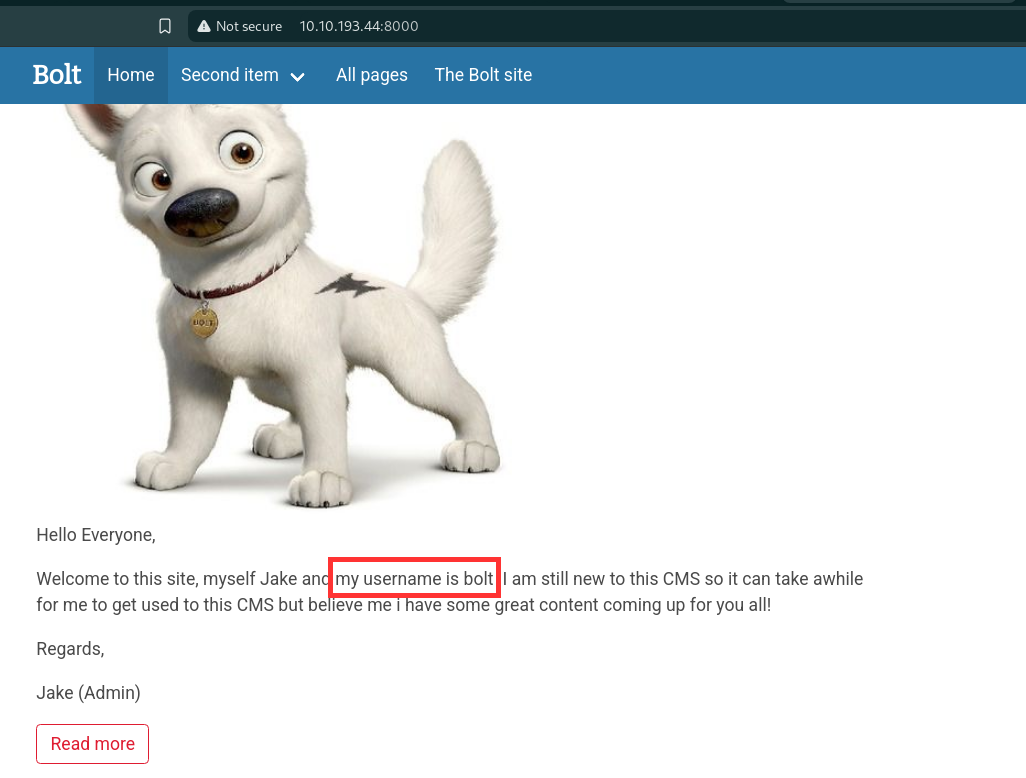 Not secure 10.10.193.44:8000
Bolt Home Second item All pages The Bolt site
BOLT
Hello Everyone,
Welcome to this site, myself Jake and my username is bolt I am still new to this CMS so it can take awhile
for me to get used to this CMS but believe me i have some great content coming up for you all!
Regards,
Jake (Admin)
Read more